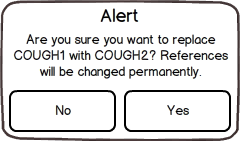 Alert
Are you sure you want to replace
COUGH1 with COUGH2? References
will be changed permanently.
No
Yes